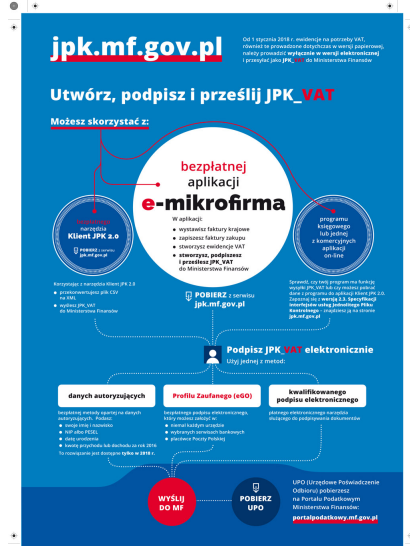 jpk.mf.gov.pl
Od 1 stycznia 2018 r. ewidencje na potrzeby VAT,
również te prowadzone dotychczas w wersji papierowej,
należy prowadzić wyłącznie w wersji elektronicznej
i przesyłać jako JPK_VAT do Ministerstwa Finansów
Utwórz, podpisz i prześlij JPK_VAT
Możesz skorzystać z:
bezpłatnej
aplikacji
e-mikrofirma
W aplikacji:
wystawisz faktury krajowe
zapiszesz faktury zakupu
stworzysz ewidencje VAT
stworzysz, podpiszesz
i prześlesz JPK_VAT
do Ministerstwa Finansów
POBIERZ z serwisu
jpk.mf.gov.pl
narzędzia
Klient JPK 2.0
POBIERZ z serwisu
jpk.mf.gov.pl
Korzystając z narzędzia Klient JPK 2.0
przekonwertujesz plik CSV
na XML
wyślesz JPK_VAT
do Ministerstwa Finansów
programu
księgowego
lub jednej
z komercyjnych
aplikacji
on-line
Sprawdź, czy twój program ma funkcję
wysyłki JPK_VAT lub czy możesz pobrać
dane z programu do aplikacji Klient JPK 2.0.
Zapoznaj się z wersją 2.3. Specyfikacji
interfejsów usług Jednolitego Pliku
Kontrolnego – znajdziesz ją na stronie
jpk.mf.gov.pl
Podpisz JPK_VAT elektronicznie
Użyj jednej z metod:
danych autoryzujących
bezpłatnej metody opartej na danych
autoryzujących. Podasz:
swoje imię i nazwisko
NIP albo PESEL
datę urodzenia
kwotę przychodu lub dochodu za rok 2016
To rozwiązanie jest dostępne tylko w 2018 r.
Profilu Zaufanego (eGO)
bezpłatnego podpisu elektronicznego,
który możesz założyć w:
niemal każdym urzędzie
wybranych serwisach bankowych
placówce Poczty Polskiej
kwalifikowanego
podpisu elektronicznego
płatnego elektronicznego narzędzia
służącego do podpisywania dokumentów
WYŚLIJ
DO MF
POBIERZ
UPO
UPO (Urzędowe Poświadczenie
Odbioru) pobierzesz
na Portalu Podatkowym
Ministerstwa Finansów:
portalpodatkowy.mf.gov.pl